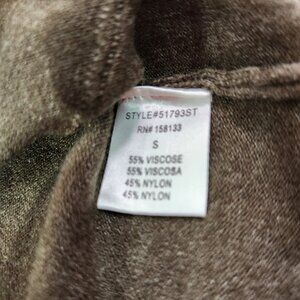 STYLE#51793ST
RN# 158133
S
55% VISCOSE
55% VISCOSA
45% NYLON
45% NYLON